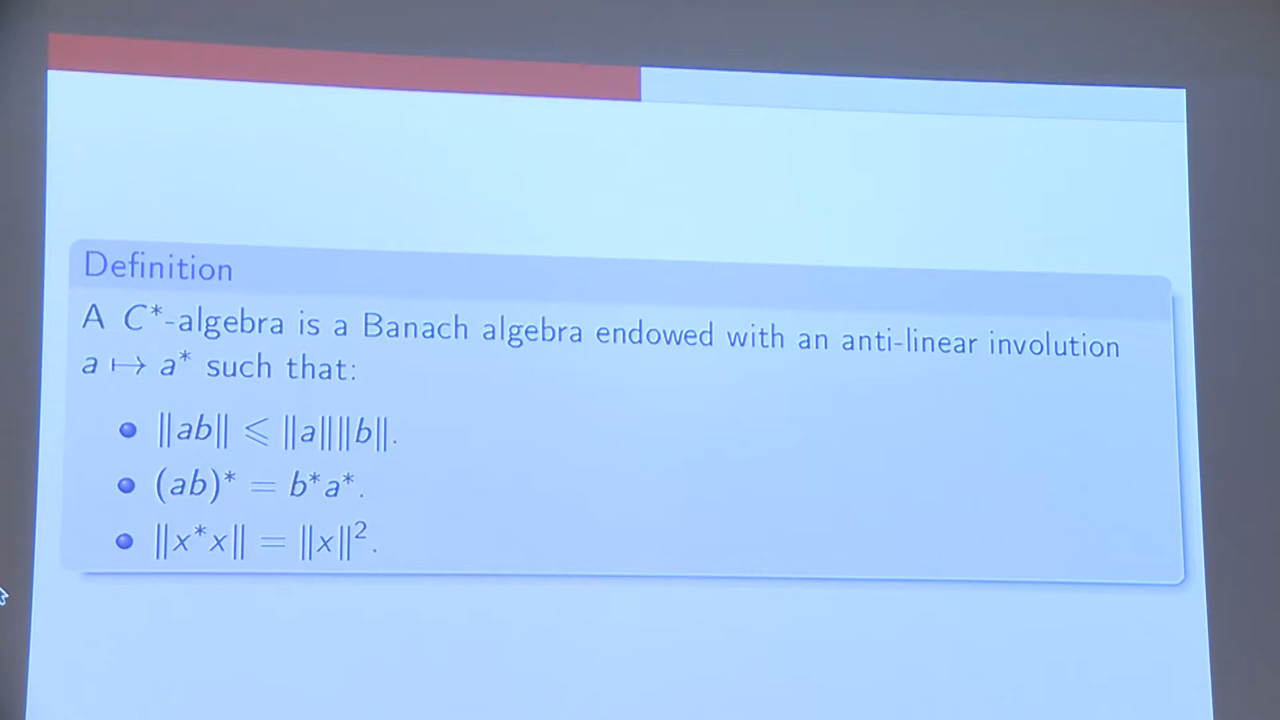 Definition
A C*-algebra is a Banach algebra endowed with an anti-linear involution
a ↦ a* such that:
‖ab‖ ⩽ ‖a‖‖b‖.
(ab)* = b*a*.
‖x*x‖ = ‖x‖².